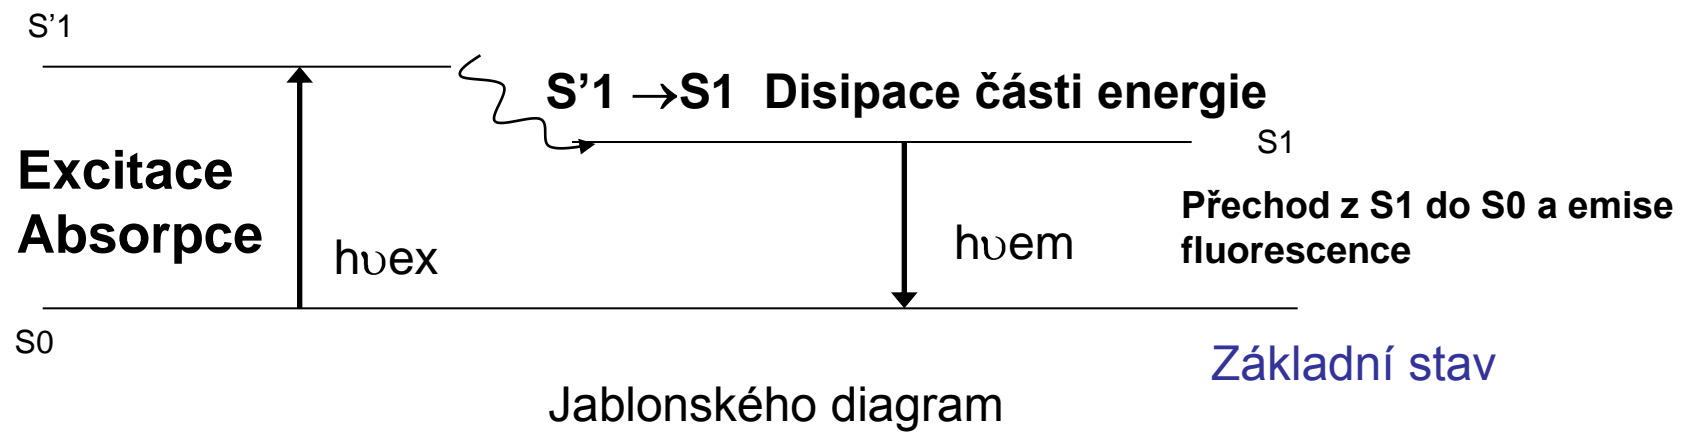 S’1
S’1 →S1 Disipace části energie
S1
Excitace
Absorpce
hυex
hυem
Přechod z S1 do S0 a emise
fluorescence
S0
Základní stav
Jablonského diagram